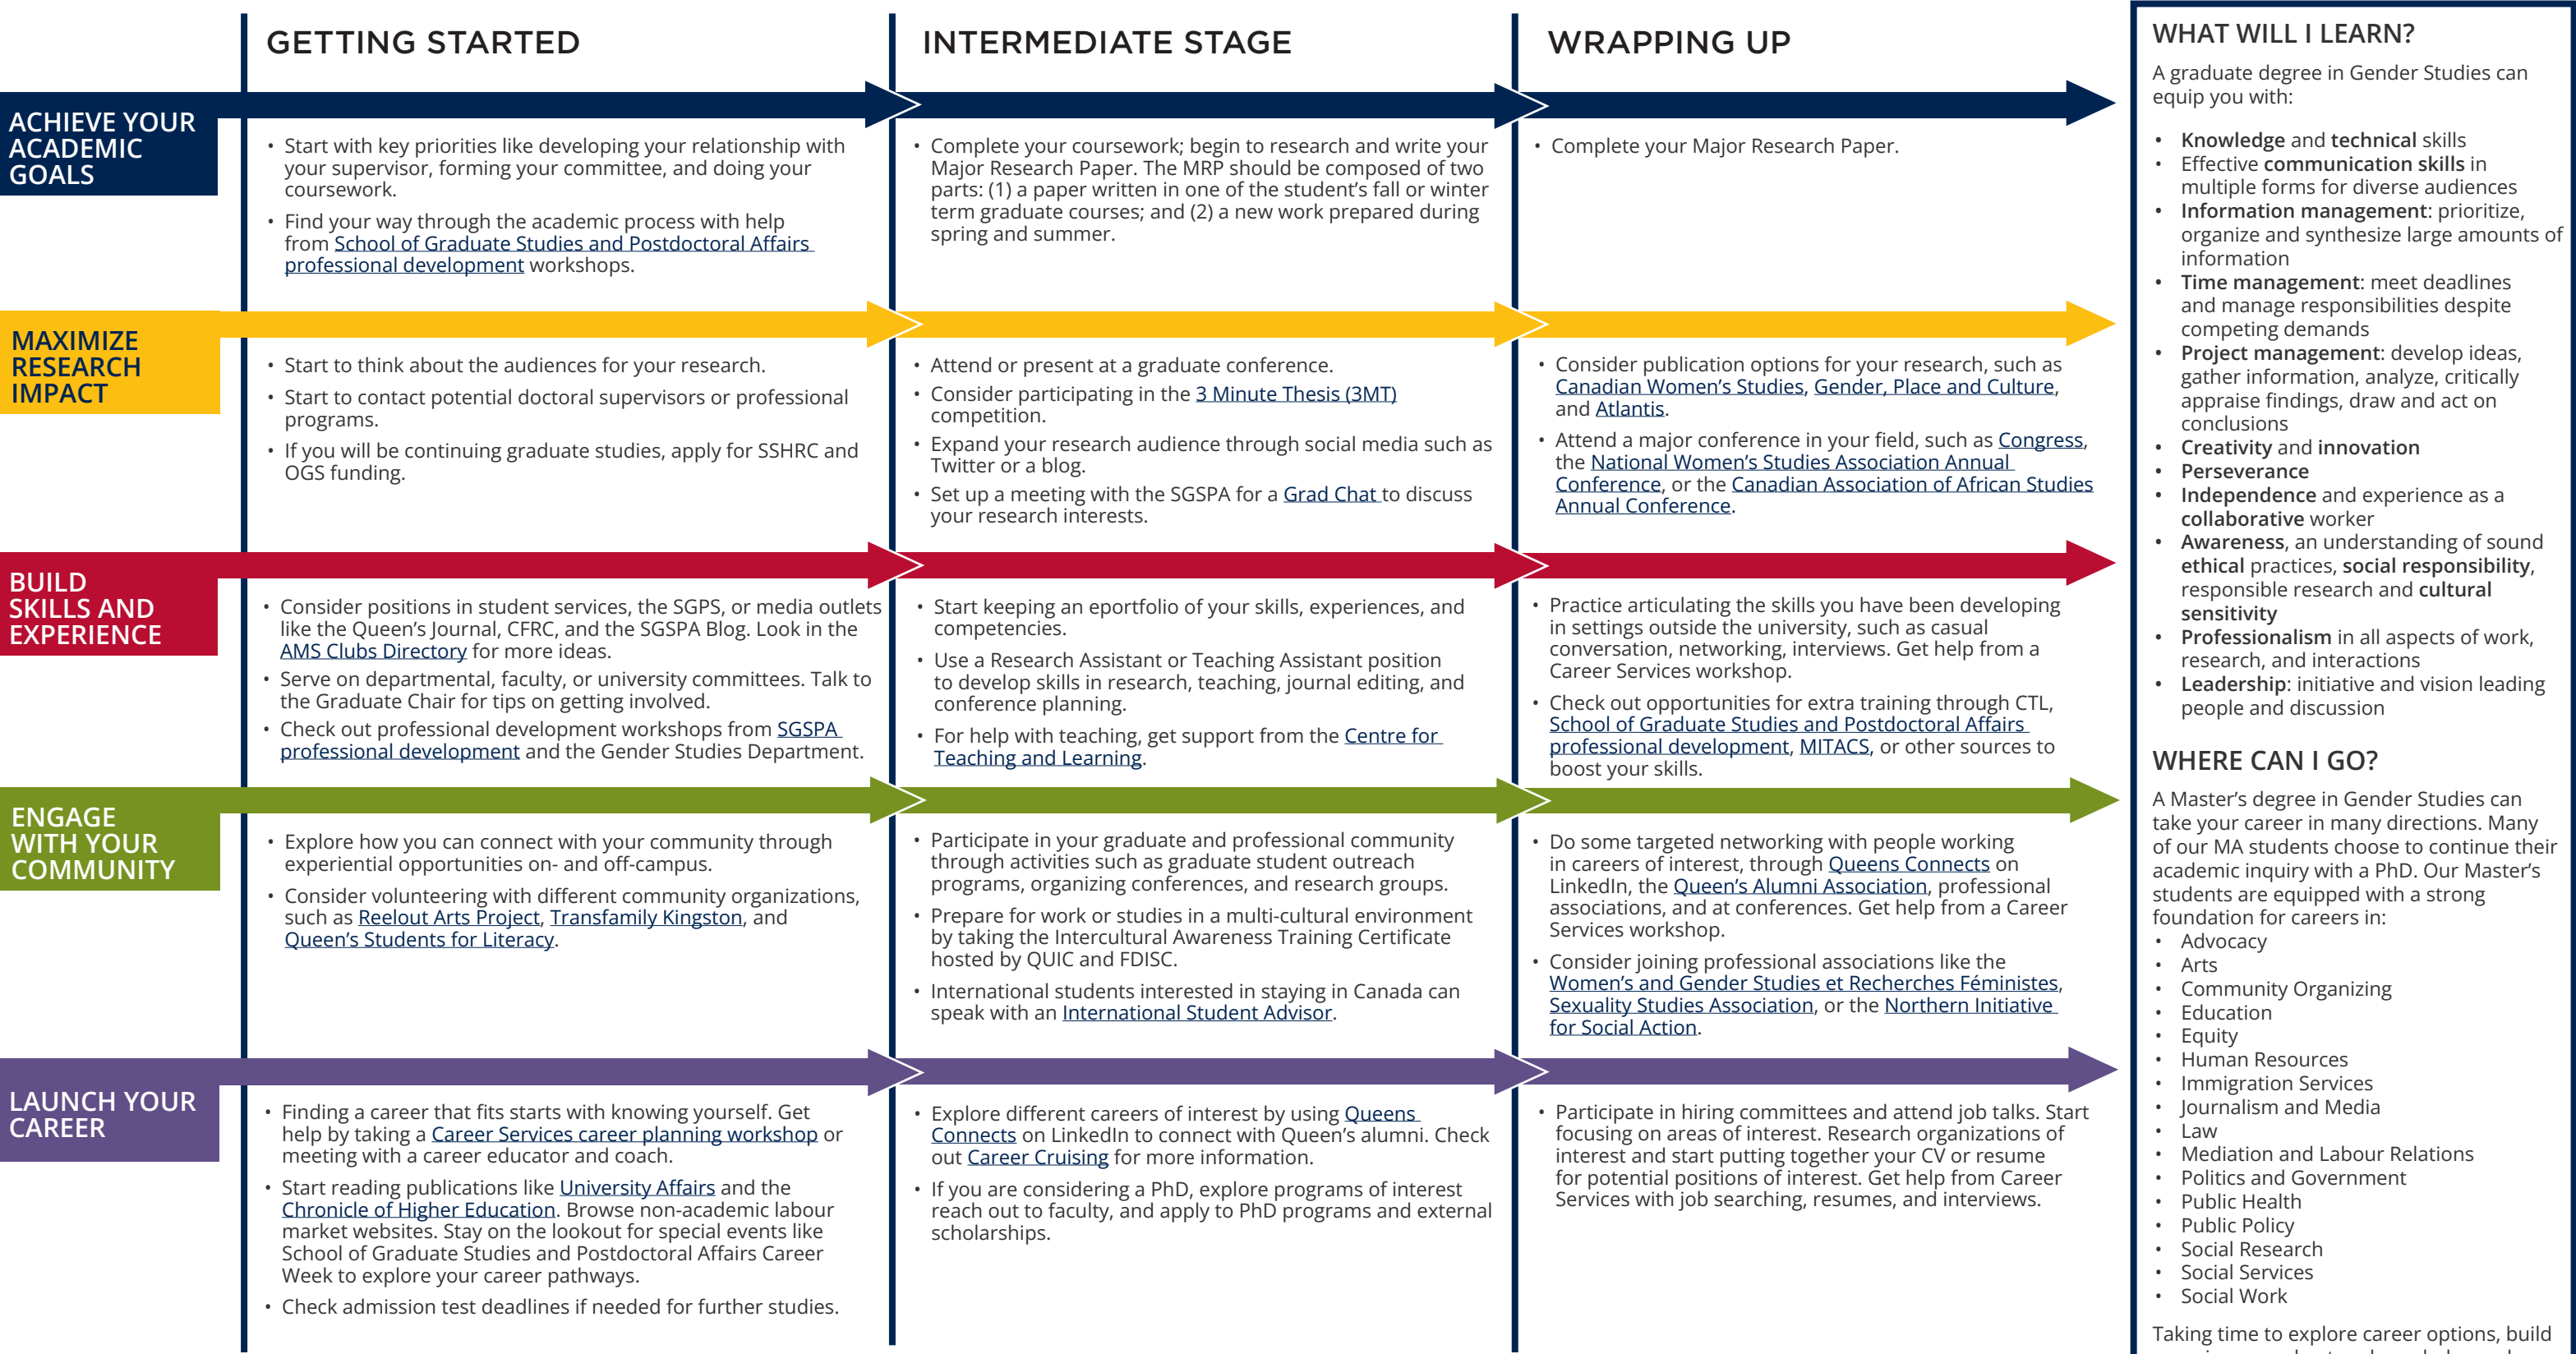 GETTING STARTED
INTERMEDIATE STAGE
WRAPPING UP
ACHIEVE YOUR
ACADEMIC
GOALS
• Start with key priorities like developing your relationship with
your supervisor, forming your committee, and doing your
coursework.
• Find your way through the academic process with help
from School of Graduate Studies and Postdoctoral Affairs
professional development workshops.
• Complete your coursework; begin to research and write your
Major Research Paper. The MRP should be composed of two
parts: (1) a paper written in one of the student’s fall or winter
term graduate courses; and (2) a new work prepared during
spring and summer.
• Complete your Major Research Paper.
MAXIMIZE
RESEARCH
IMPACT
• Start to think about the audiences for your research.
• Start to contact potential doctoral supervisors or professional
programs.
• If you will be continuing graduate studies, apply for SSHRC and
OGS funding.
• Attend or present at a graduate conference.
• Consider participating in the 3 Minute Thesis (3MT)
competition.
• Expand your research audience through social media such as
Twitter or a blog.
• Set up a meeting with the SGSPA for a Grad Chat to discuss
your research interests.
• Consider publication options for your research, such as
Canadian Women’s Studies, Gender, Place and Culture,
and Atlantis.
• Attend a major conference in your field, such as Congress,
the National Women’s Studies Association Annual
Conference, or the Canadian Association of African Studies
Annual Conference.
BUILD
SKILLS AND
EXPERIENCE
• Consider positions in student services, the SGPS, or media outlets
like the Queen’s Journal, CFRC, and the SGSPA Blog. Look in the
AMS Clubs Directory for more ideas.
• Serve on departmental, faculty, or university committees. Talk to
the Graduate Chair for tips on getting involved.
• Check out professional development workshops from SGSPA
professional development and the Gender Studies Department.
• Start keeping an eportfolio of your skills, experiences, and
competencies.
• Use a Research Assistant or Teaching Assistant position
to develop skills in research, teaching, journal editing, and
conference planning.
• For help with teaching, get support from the Centre for
Teaching and Learning.
• Practice articulating the skills you have been developing
in settings outside the university, such as casual
conversation, networking, interviews. Get help from a
Career Services workshop.
• Check out opportunities for extra training through CTL,
School of Graduate Studies and Postdoctoral Affairs
professional development, MITACS, or other sources to
boost your skills.
ENGAGE
WITH YOUR
COMMUNITY
• Explore how you can connect with your community through
experiential opportunities on- and off-campus.
• Consider volunteering with different community organizations,
such as Reelout Arts Project, Transfamily Kingston, and
Queen’s Students for Literacy.
• Participate in your graduate and professional community
through activities such as graduate student outreach
programs, organizing conferences, and research groups.
• Prepare for work or studies in a multi-cultural environment
by taking the Intercultural Awareness Training Certificate
hosted by QUIC and FDISC.
• International students interested in staying in Canada can
speak with an International Student Advisor.
• Do some targeted networking with people working
in careers of interest, through Queens Connects on
LinkedIn, the Queen’s Alumni Association, professional
associations, and at conferences. Get help from a Career
Services workshop.
• Consider joining professional associations like the
Women’s and Gender Studies et Recherches Féministes,
Sexuality Studies Association, or the Northern Initiative
for Social Action.
LAUNCH YOUR
CAREER
• Finding a career that fits starts with knowing yourself. Get
help by taking a Career Services career planning workshop or
meeting with a career educator and coach.
• Start reading publications like University Affairs and the
Chronicle of Higher Education. Browse non-academic labour
market websites. Stay on the lookout for special events like
School of Graduate Studies and Postdoctoral Affairs Career
Week to explore your career pathways.
• Check admission test deadlines if needed for further studies.
• Explore different careers of interest by using Queens
Connects on LinkedIn to connect with Queen’s alumni. Check
out Career Cruising for more information.
• If you are considering a PhD, explore programs of interest
reach out to faculty, and apply to PhD programs and external
scholarships.
• Participate in hiring committees and attend job talks. Start
focusing on areas of interest. Research organizations of
interest and start putting together your CV or resume
for potential positions of interest. Get help from Career
Services with job searching, resumes, and interviews.
WHAT WILL I LEARN?
A graduate degree in Gender Studies can
equip you with:
• Knowledge and technical skills
• Effective communication skills in
multiple forms for diverse audiences
• Information management: prioritize,
organize and synthesize large amounts of
information
• Time management: meet deadlines
and manage responsibilities despite
competing demands
• Project management: develop ideas,
gather information, analyze, critically
appraise findings, draw and act on
conclusions
• Creativity and innovation
• Perseverance
• Independence and experience as a
collaborative worker
• Awareness, an understanding of sound
ethical practices, social responsibility,
responsible research and cultural
sensitivity
• Professionalism in all aspects of work,
research, and interactions
• Leadership: initiative and vision leading
people and discussion
WHERE CAN I GO?
A Master’s degree in Gender Studies can
take your career in many directions. Many
of our MA students choose to continue their
academic inquiry with a PhD. Our Master’s
students are equipped with a strong
foundation for careers in:
• Advocacy
• Arts
• Community Organizing
• Education
• Equity
• Human Resources
• Immigration Services
• Journalism and Media
• Law
• Mediation and Labour Relations
• Politics and Government
• Public Health
• Public Policy
• Social Research
• Social Services
• Social Work
Taking time to explore career options, build